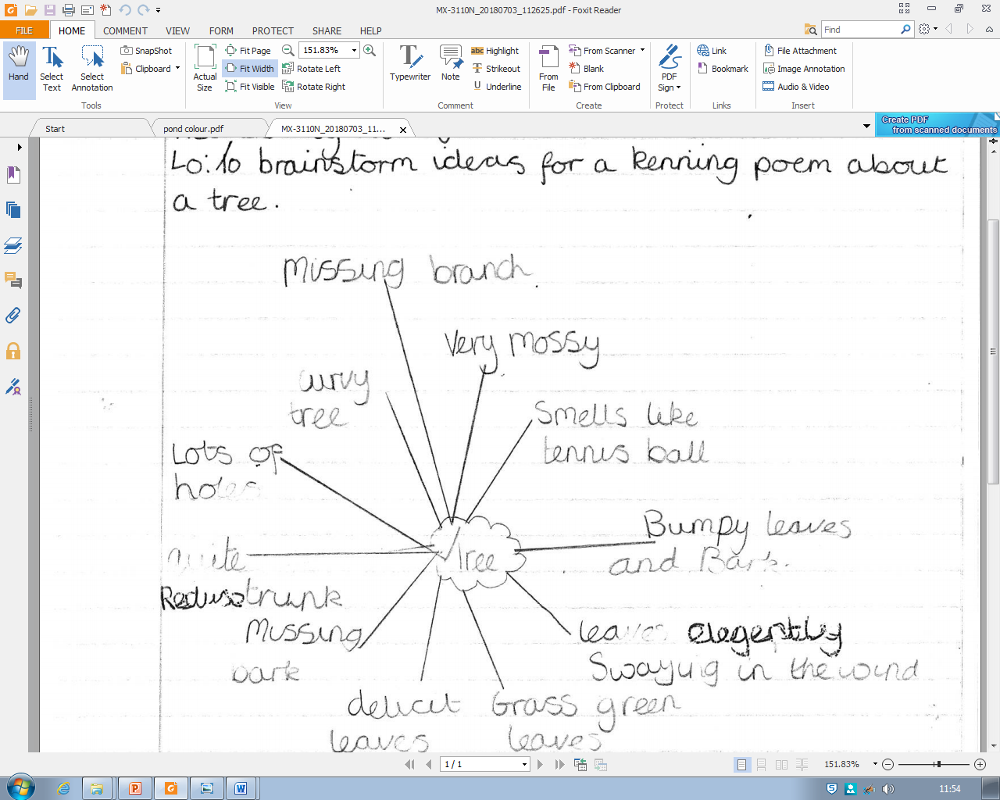 MX-3110N_20180703_112625.pdf - Foxit Reader
FILE HOME COMMENT VIEW FORM PROTECT SHARE HELP
Find
Hand
Select Text
Select Annotation
SnapShot
Clipboard
Tools
Actual Size
Fit Page
Fit Width
Fit Visible
151.83%
Rotate Left
Rotate Right
View
Typewriter
Note
Highlight
Strikeout
Underline
Comment
From File
From Scanner
Blank
From Clipboard
Create
PDF Sign
Protect
Link
Bookmark
Links
File Attachment
Image Annotation
Audio & Video
Insert
Start
pond colour.pdf
MX-3110N_20180703_11...
Create PDF
from scanned documents
Lo: To brainstorm ideas for a kenning poem about
a tree.
Missing branch.
Very mossy
curvy
tree
Smells like
tennis ball
Lots of
holes
Bumpy leaves
and Bark.
Tree
quite
trunk
Missing
bark
leaves
Swaying in the wind
delicit
leaves
Grass green
leaves
1 / 1
151.83%
11:54